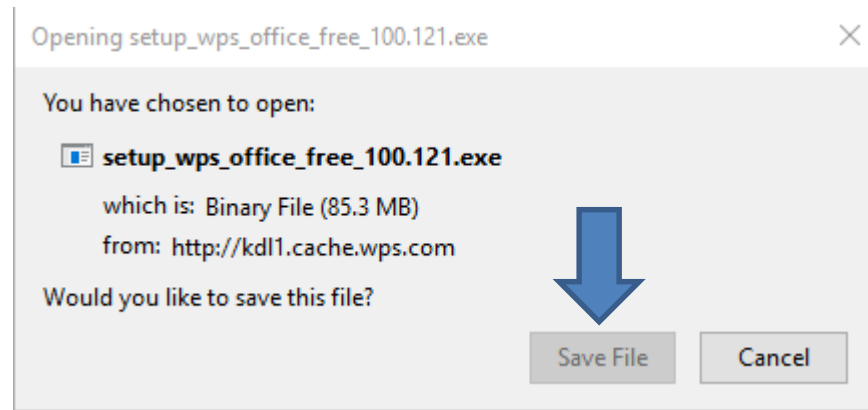 Opening setup_wps_office_free_100.121.exe
You have chosen to open:
setup_wps_office_free_100.121.exe
which is: Binary File (85.3 MB)
from: http://kdl1.cache.wps.com
Would you like to save this file?
Save File Cancel